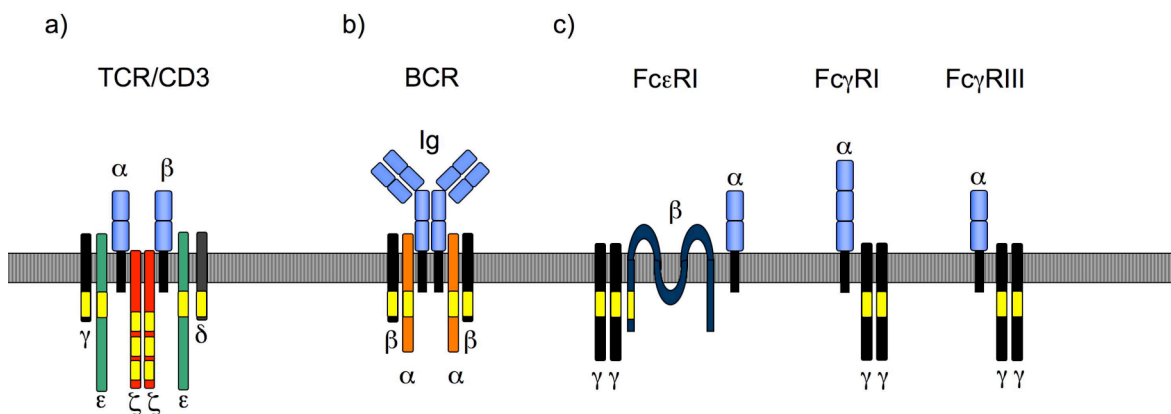 a)
b)
c)
TCR/CD3
BCR
FcεRI
FcγRI
FcγRIII
Ig
α
β
β
α
α
α
γ
δ
ε
ζ
ζ
ε
β
β
α
α
γ
γ
γ
γ
γ
γ